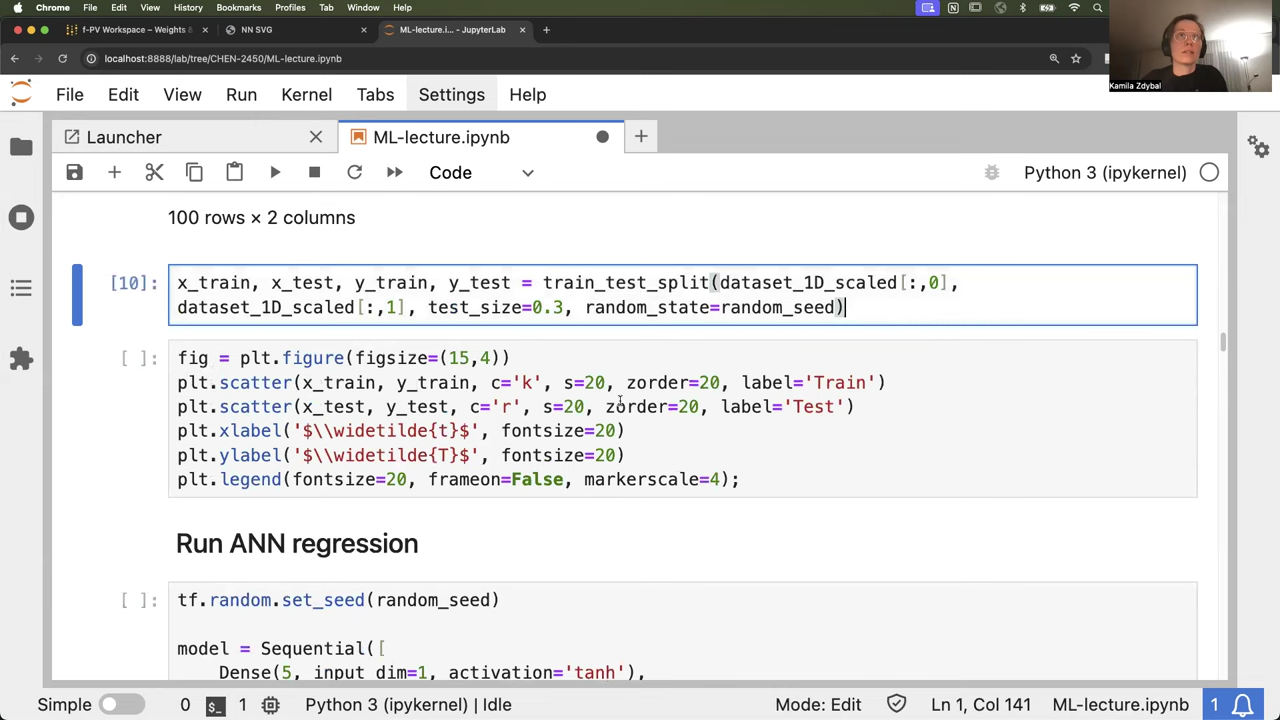 Chrome File Edit View History Bookmarks Profiles Tab Window Help
f-PV Workspace – Weights &
NN SVG
ML-lecture.i... - JupyterLab
localhost:8888/lab/tree/CHEN-2450/ML-lecture.ipynb
Kamila Zdybal
File Edit View Run Kernel Tabs Settings Help
Launcher
ML-lecture.ipynb
Code
Python 3 (ipykernel)
100 rows × 2 columns
[10]:
x_train, x_test, y_train, y_test = train_test_split(dataset_1D_scaled[:,0],
dataset_1D_scaled[:,1], test_size=0.3, random_state=random_seed)
[ ]:
fig = plt.figure(figsize=(15,4))
plt.scatter(x_train, y_train, c='k', s=20, zorder=20, label='Train')
plt.scatter(x_test, y_test, c='r', s=20, zorder=20, label='Test')
plt.xlabel('$\\widetilde{t}$', fontsize=20)
plt.ylabel('$\\widetilde{T}$', fontsize=20)
plt.legend(fontsize=20, frameon=False, markerscale=4);
Run ANN regression
[ ]:
tf.random.set_seed(random_seed)
model = Sequential([
Dense(5, input_dim=1, activation='tanh'),
Simple 0 1 Python 3 (ipykernel) | Idle Mode: Edit Ln 1, Col 141 ML-lecture.ipynb 1